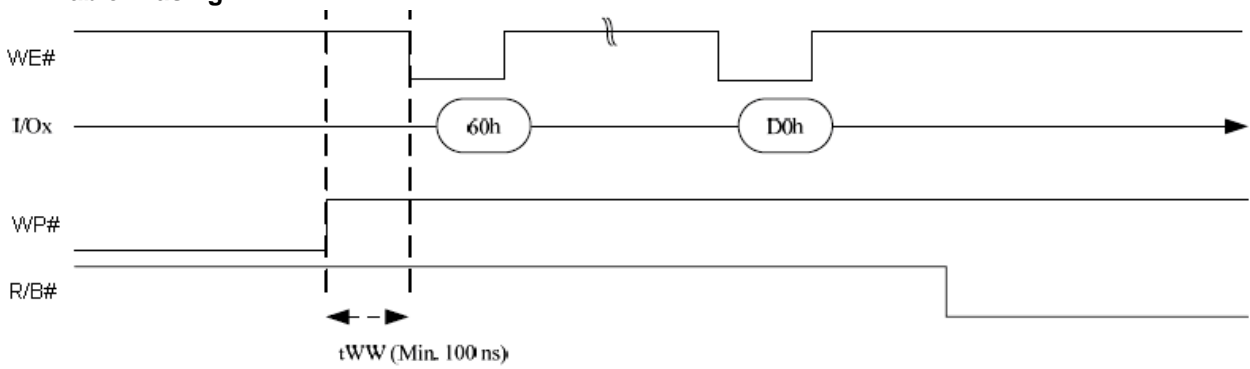 WE#
I/Ox
60h
D0h
WP#
R/B#
tWW (Min. 100 ns)